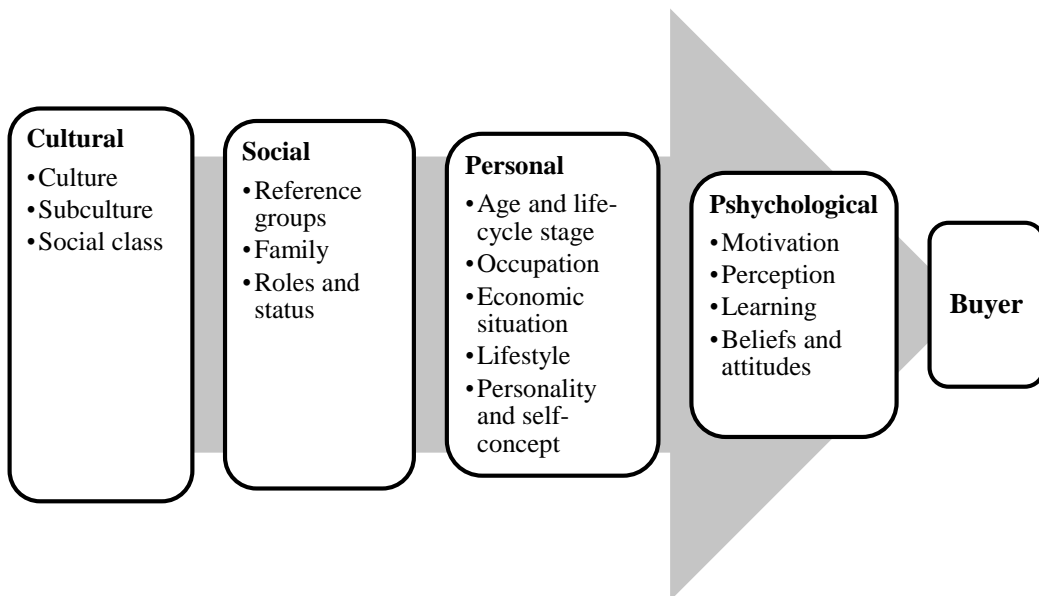 Cultural
•Culture
•Subculture
•Social class
Social
•Reference
groups
•Family
•Roles and
status
Personal
•Age and life-
cycle stage
•Occupation
•Economic
situation
•Lifestyle
•Personality
and self-
concept
Pshychological
•Motivation
•Perception
•Learning
•Beliefs and
attitudes
Buyer